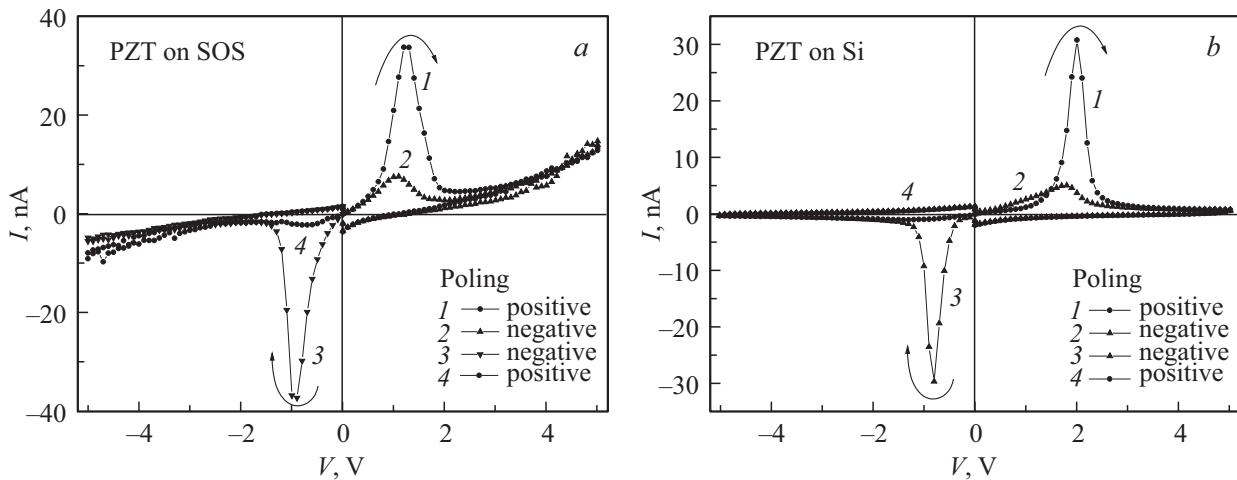 PZT on SOS
a
40
20
0
–20
–40
I, nA
–4
–2
0
2
4
V, V
1
2
3
4
Poling
1 positive
2 negative
3 negative
4 positive
PZT on Si
b
30
20
10
0
–10
–20
–30
I, nA
–4
–2
0
2
4
V, V
1
2
3
4
Poling
1 positive
2 negative
3 negative
4 positive